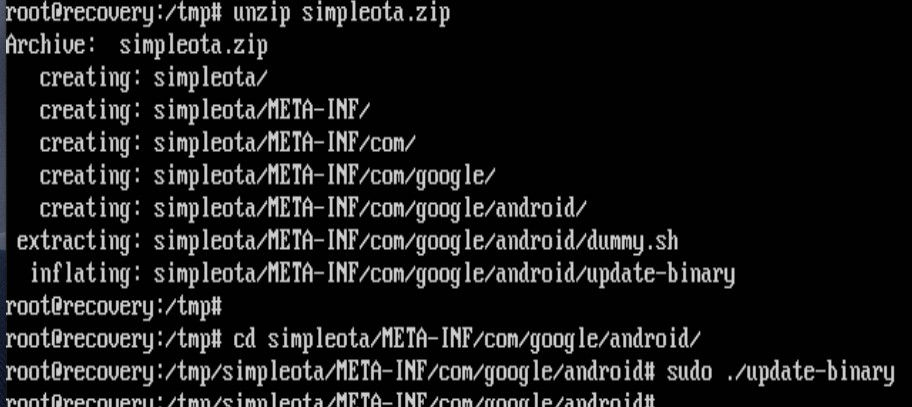 root@recovery:/tmp# unzip simpleota.zip
Archive:  simpleota.zip
   creating: simpleota/
   creating: simpleota/META-INF/
   creating: simpleota/META-INF/com/
   creating: simpleota/META-INF/com/google/
   creating: simpleota/META-INF/com/google/android/
 extracting: simpleota/META-INF/com/google/android/dummy.sh
  inflating: simpleota/META-INF/com/google/android/update-binary
root@recovery:/tmp#
root@recovery:/tmp# cd simpleota/META-INF/com/google/android/
root@recovery:/tmp/simpleota/META-INF/com/google/android# sudo ./update-binary
root@recovery:/tmp/simpleota/META-INF/com/google/android#